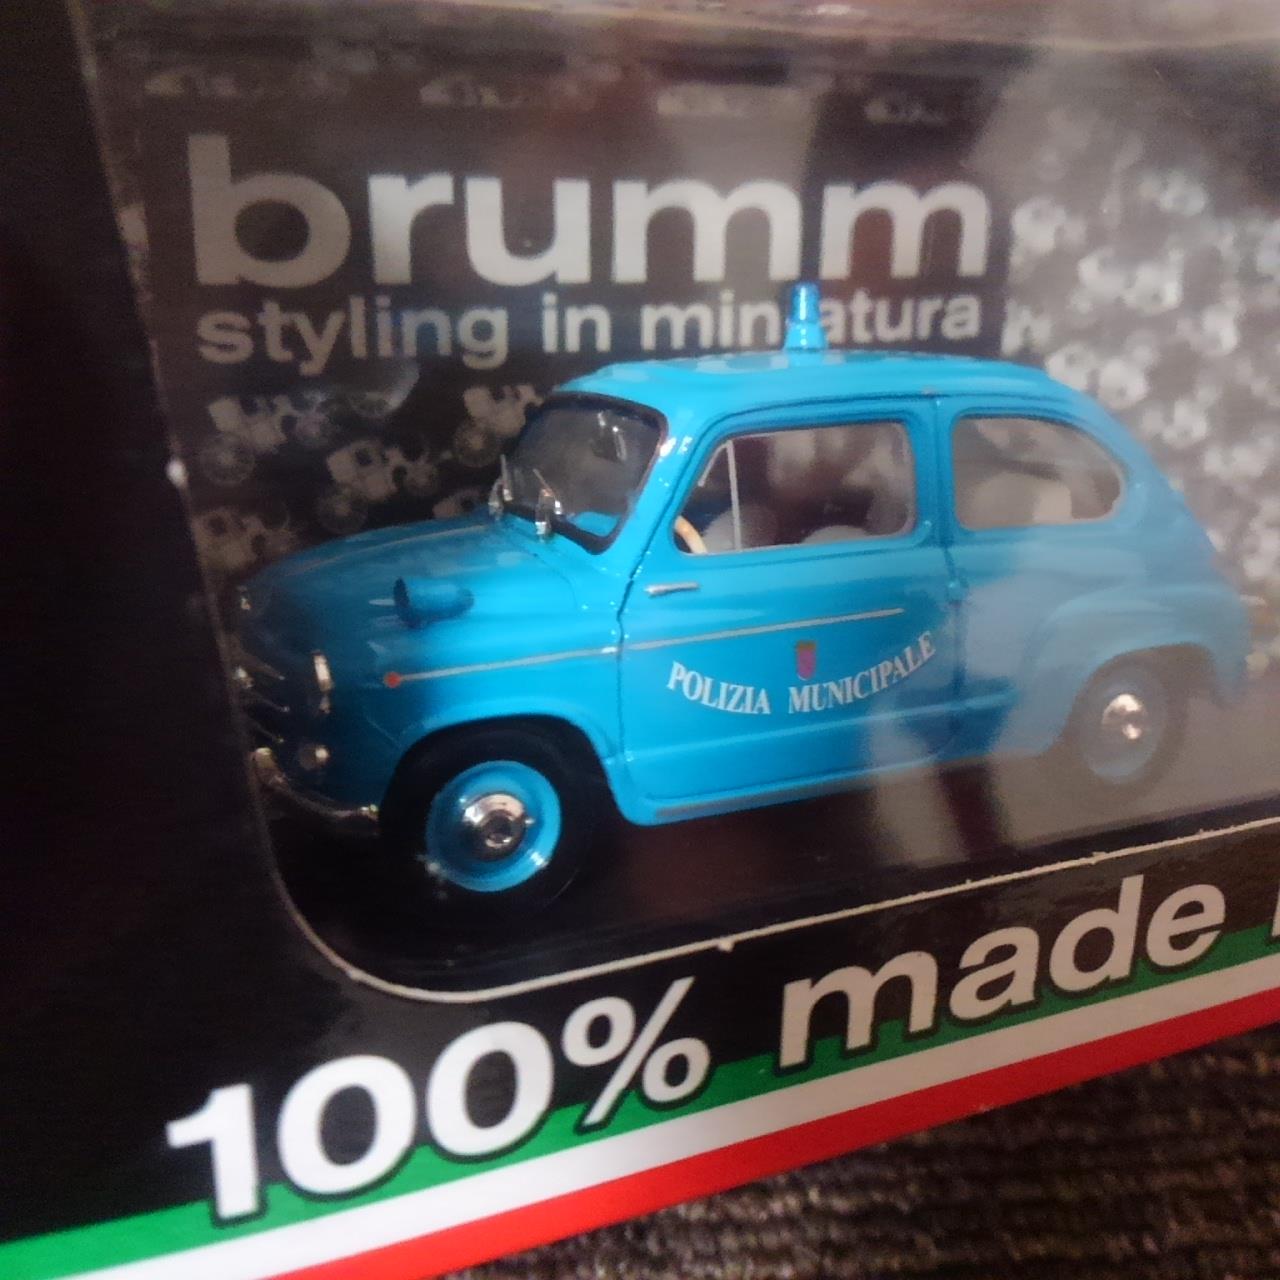 brumm
styling in miniatura
POLIZIA MUNICIPALE
100% made